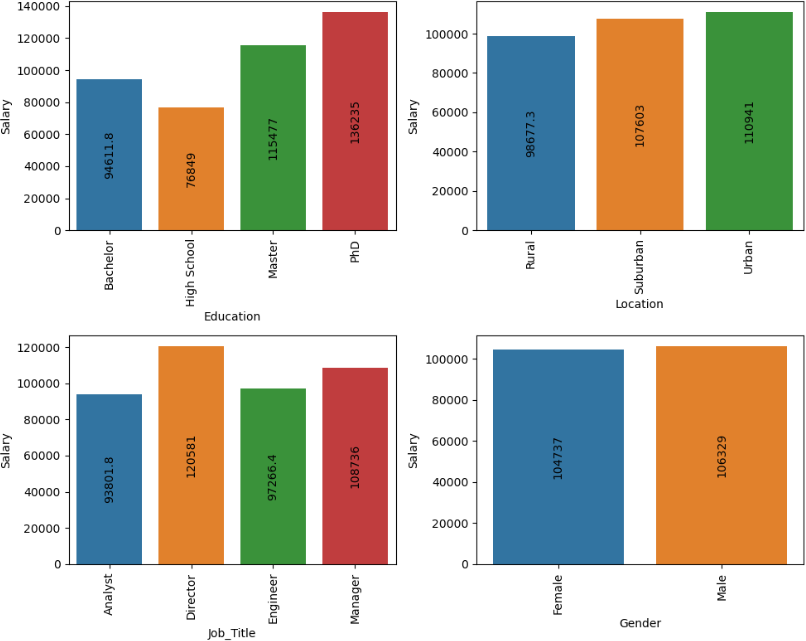 Salary
140000
120000
100000
80000
60000
40000
20000
0
94611.8
76849
115477
136235
Bachelor
High School
Master
PhD
Education
Salary
100000
80000
60000
40000
20000
0
98677.3
107603
110941
Rural
Suburban
Urban
Location
Salary
120000
100000
80000
60000
40000
20000
0
93801.8
120581
97266.4
108736
Analyst
Director
Engineer
Manager
Job_Title
Salary
100000
80000
60000
40000
20000
0
104737
106329
Female
Male
Gender